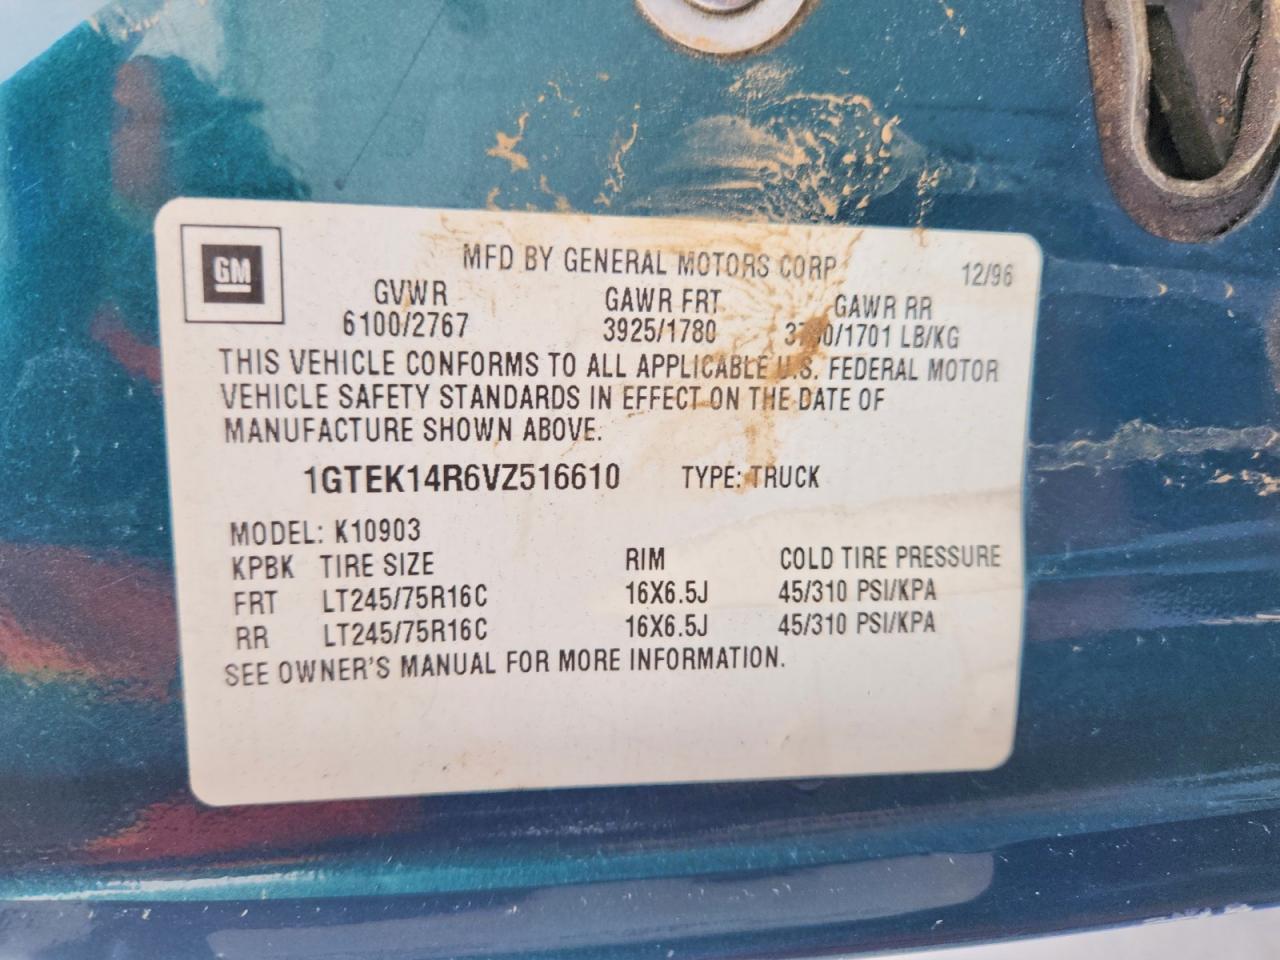 GM
MFD BY GENERAL MOTORS CORP 12/96
GVWR GAWR FRT GAWR RR
6100/2767 3925/1780 /1701 LB/KG
THIS VEHICLE CONFORMS TO ALL APPLICABLE U.S. FEDERAL MOTOR
VEHICLE SAFETY STANDARDS IN EFFECT ON THE DATE OF
MANUFACTURE SHOWN ABOVE.
1GTEK14R6VZ516610 TYPE: TRUCK
MODEL: K10903
KPBK TIRE SIZE RIM COLD TIRE PRESSURE
FRT LT245/75R16C 16X6.5J 45/310 PSI/KPA
RR LT245/75R16C 16X6.5J 45/310 PSI/KPA
SEE OWNER'S MANUAL FOR MORE INFORMATION.